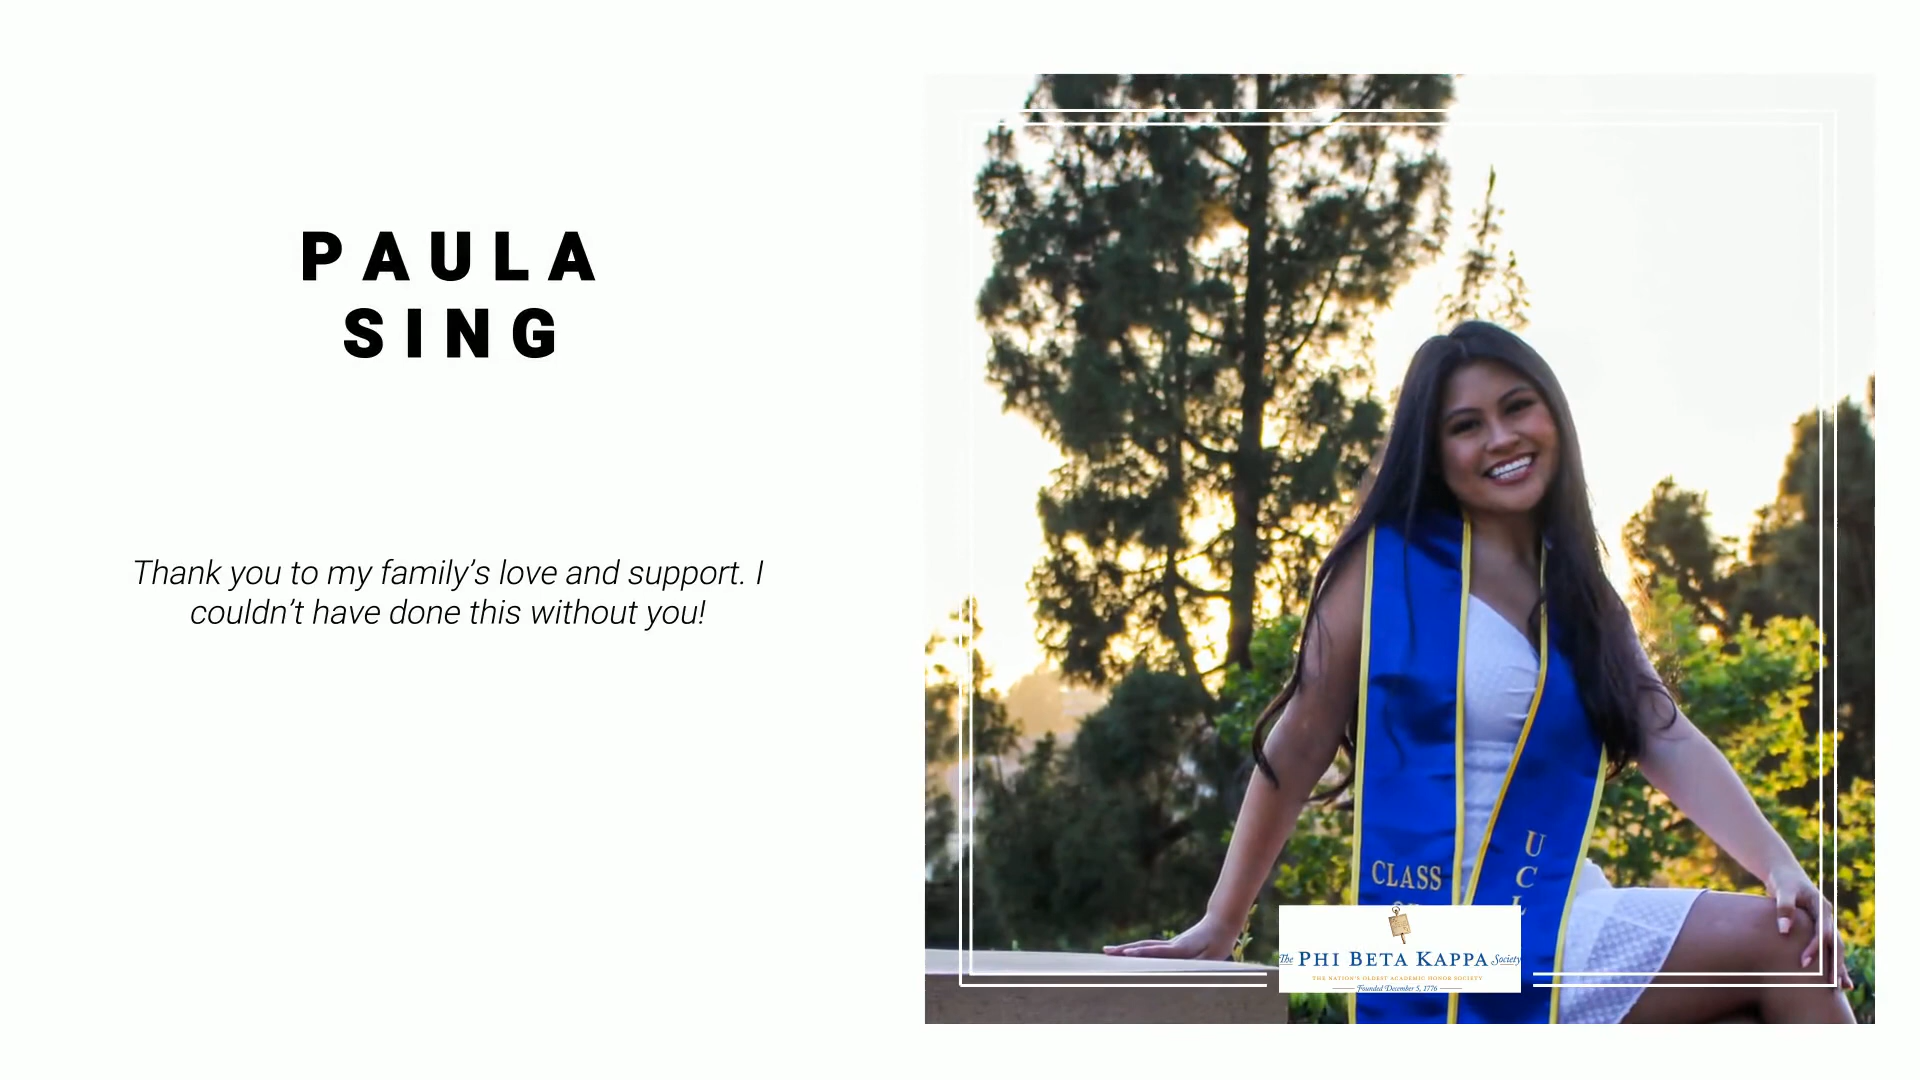 PAULA
SING
Thank you to my family’s love and support. I
couldn’t have done this without you!
CLASS
UCL
The PHI BETA KAPPA Society
THE NATION'S OLDEST ACADEMIC HONOR SOCIETY
Founded December 5, 1776